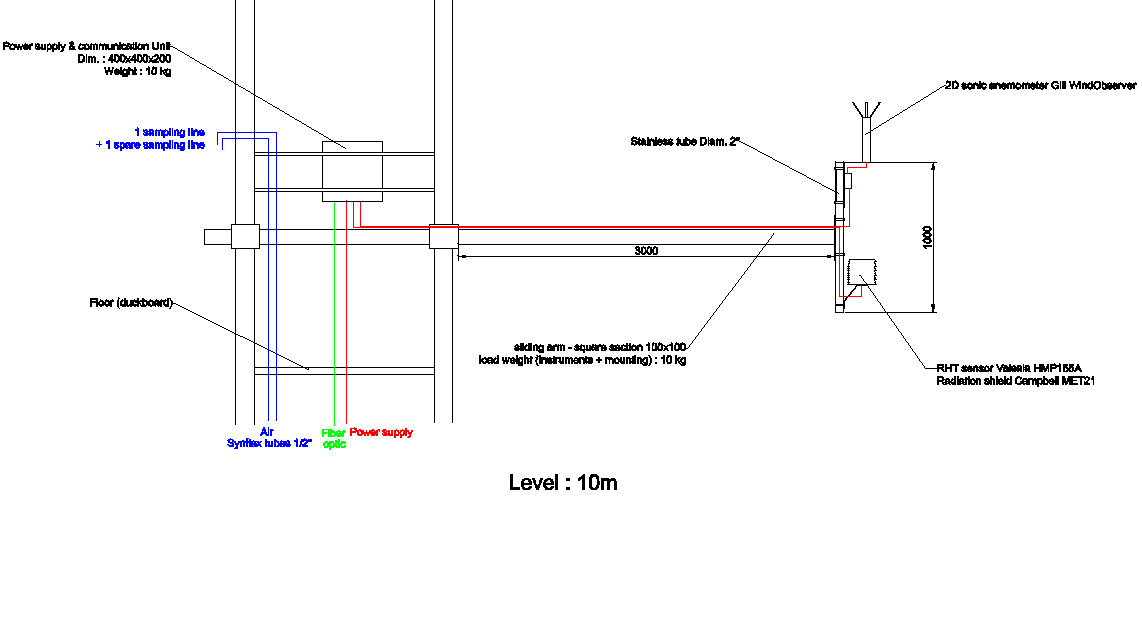 Power supply & communication Unit
Dim. : 400x400x200
Weight : 10 kg
2D sonic anemometer Gill WindObserver
1 sampling line
+ 1 spare sampling line
Stainless tube Diam. 2"
1000
3000
Floor (duckboard)
sliding arm - square section 100x100
load weight (instruments + mounting) : 10 kg
RHT sensor Vaisala HMP155A
Radiation shield Campbell MET21
Air
Synflex tubes 1/2"
Fiber
optic
Power supply
Level : 10m